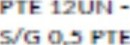 PTE 12UN -
S/G 0,5 PTE